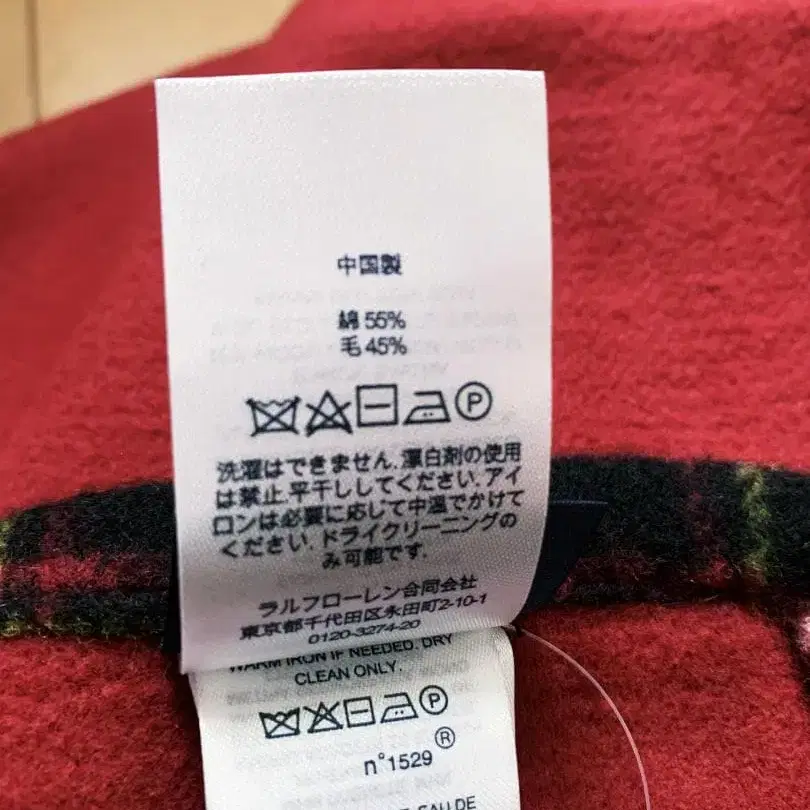 中国製
綿 55%
毛 45%
P
洗濯はできません. 漂白剤の使用
は禁止.平干ししてください. アイ
ロンは必要に応じて中温でかけて
ください. ドライクリーニングの
み可能です.
ラルフローレン合同会社
東京都千代田区永田町2-10-1
0120-3274-20
WARM IRON IF NEEDED. DRY
CLEAN ONLY.
P
®
n°1529
EAU DE